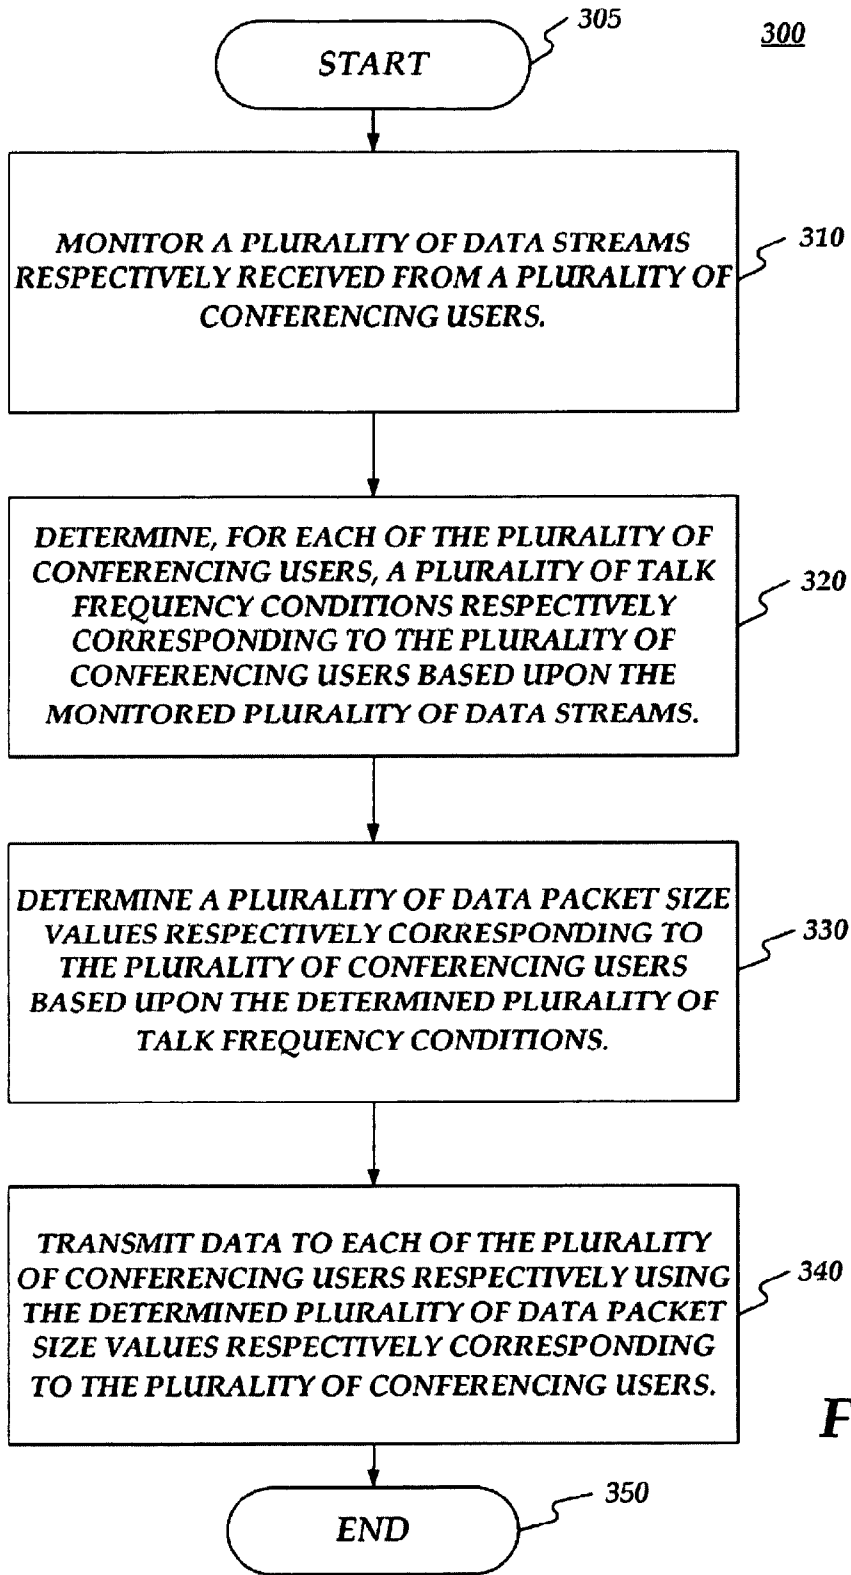 300
START
305
MONITOR A PLURALITY OF DATA STREAMS
RESPECTIVELY RECEIVED FROM A PLURALITY OF
CONFERENCING USERS.
310
DETERMINE, FOR EACH OF THE PLURALITY OF
CONFERENCING USERS, A PLURALITY OF TALK
FREQUENCY CONDITIONS RESPECTIVELY
CORRESPONDING TO THE PLURALITY OF
CONFERENCING USERS BASED UPON THE
MONITORED PLURALITY OF DATA STREAMS.
320
DETERMINE A PLURALITY OF DATA PACKET SIZE
VALUES RESPECTIVELY CORRESPONDING TO
THE PLURALITY OF CONFERENCING USERS
BASED UPON THE DETERMINED PLURALITY OF
TALK FREQUENCY CONDITIONS.
330
TRANSMIT DATA TO EACH OF THE PLURALITY
OF CONFERENCING USERS RESPECTIVELY USING
THE DETERMINED PLURALITY OF DATA PACKET
SIZE VALUES RESPECTIVELY CORRESPONDING
TO THE PLURALITY OF CONFERENCING USERS.
340
F
END
350